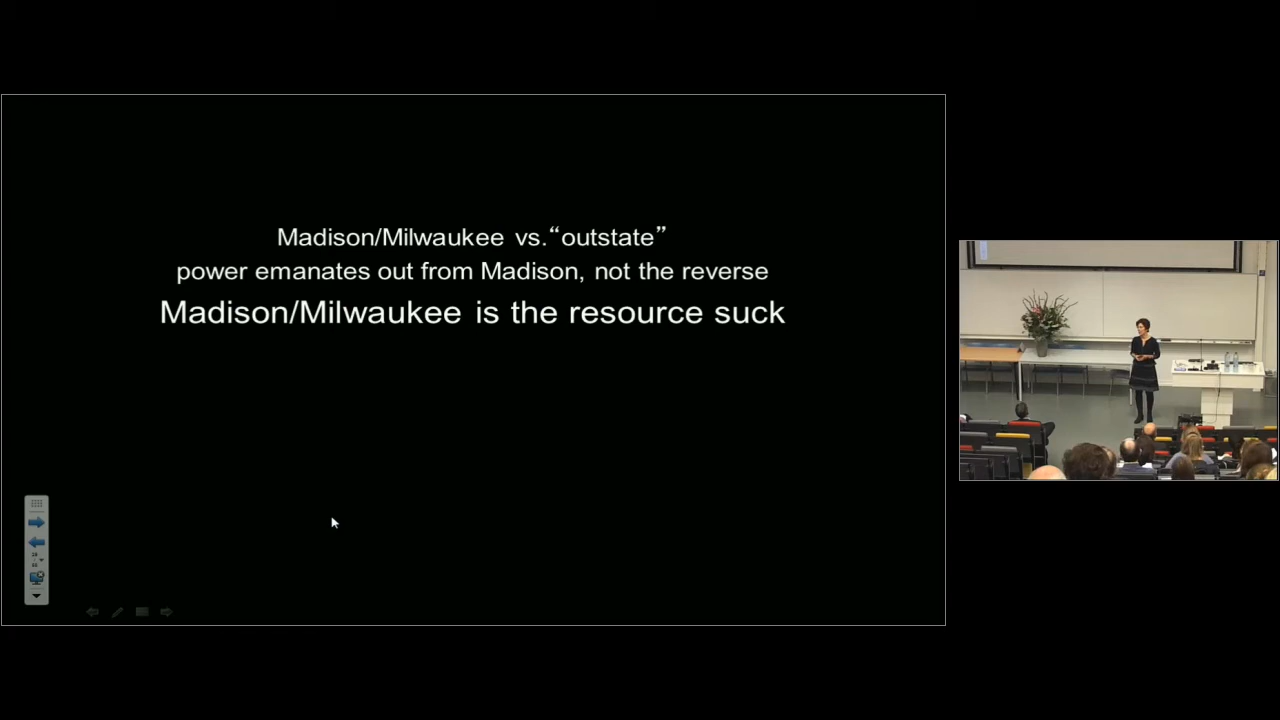 Madison/Milwaukee vs.“outstate”
power emanates out from Madison, not the reverse
Madison/Milwaukee is the resource suck